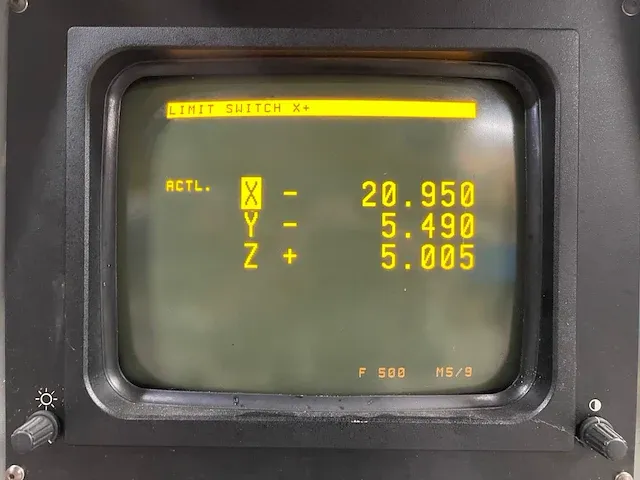 LIMIT SWITCH X+
ACTL. X - 20.950
Y - 5.490
Z + 5.005
F 500 M5/9